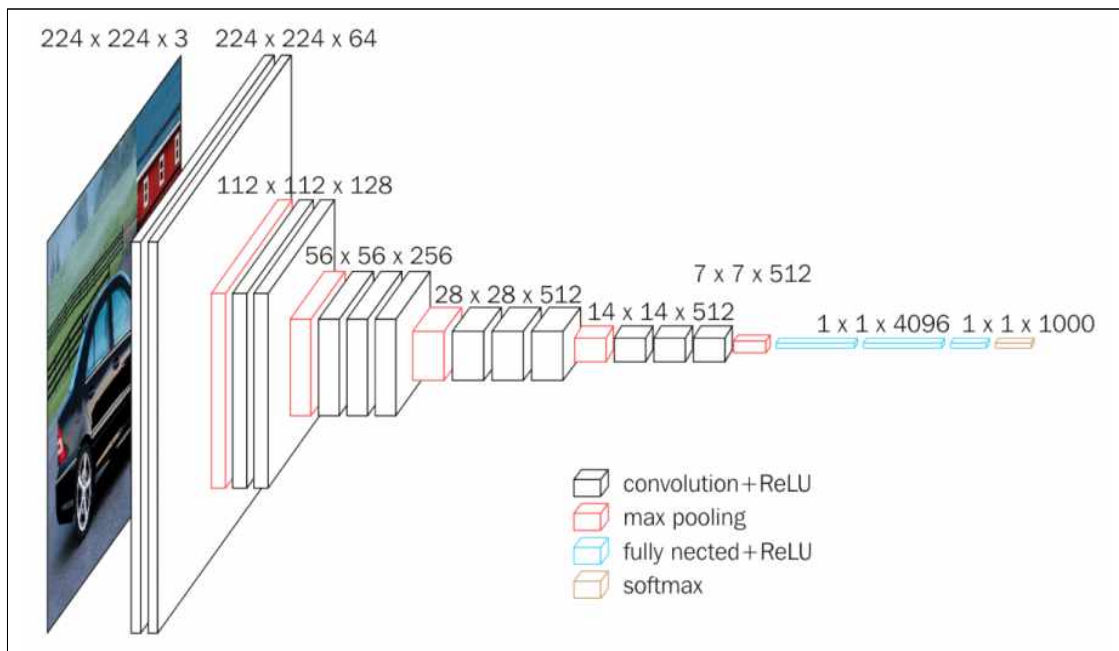 224 x 224 x 3
224 x 224 x 64
112 x 112 x 128
56 x 56 x 256
28 x 28 x 512
14 x 14 x 512
7 x 7 x 512
1 x 1 x 4096
1 x 1 x 1000
convolution+ReLU
max pooling
fully nected+ReLU
softmax